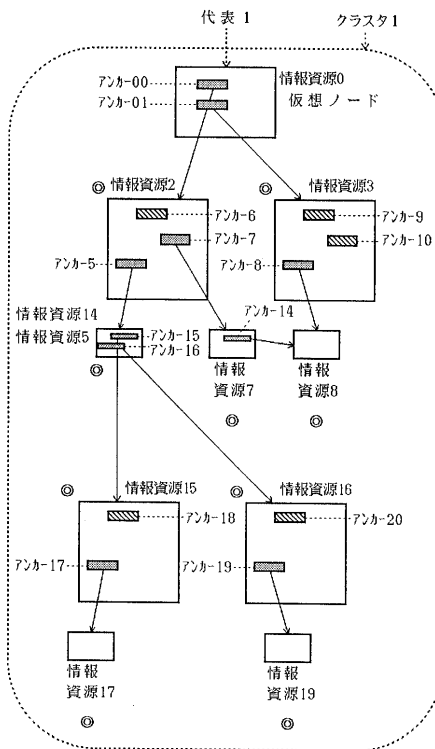 代表1
クラスタ1
情報資源0
仮想ノード
アンカー00
アンカー01
◎ 情報資源2
◎ 情報資源3
アンカー6
アンカー7
アンカー5
アンカー9
アンカー10
アンカー8
情報資源14
情報資源5
アンカー15
アンカー16
◎
アンカー14
情報
資源7
◎
情報
資源8
◎
◎ 情報資源15
◎ 情報資源16
アンカー18
アンカー17
アンカー20
アンカー19
情報
資源17
◎
情報
資源19
◎